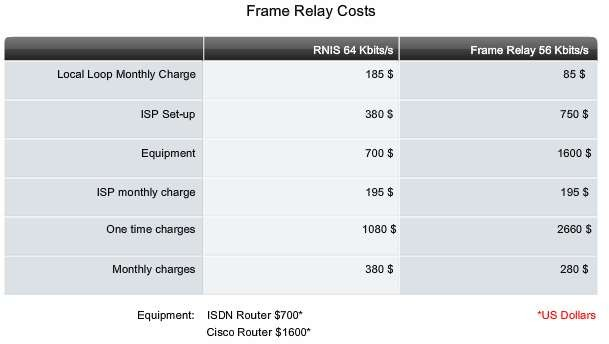 Frame Relay Costs
RNIS 64 Kbits/s Frame Relay 56 Kbits/s
Local Loop Monthly Charge 185 $ 85 $
ISP Set-up 380 $ 750 $
Equipment 700 $ 1600 $
ISP monthly charge 195 $ 195 $
One time charges 1080 $ 2660 $
Monthly charges 380 $ 280 $
Equipment: ISDN Router $700* *US Dollars
Cisco Router $1600*